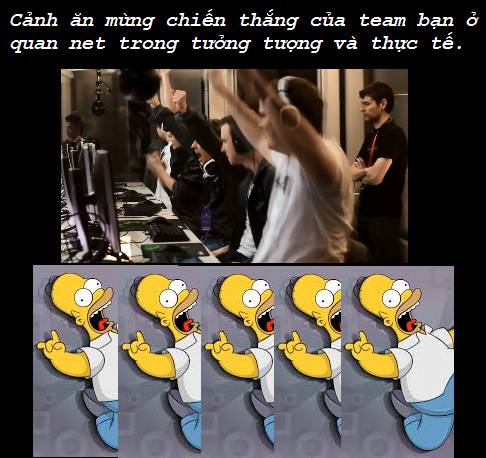 Cảnh ăn mừng chiến thắng của team bạn ở
quan net trong tưởng tượng và thực tế.